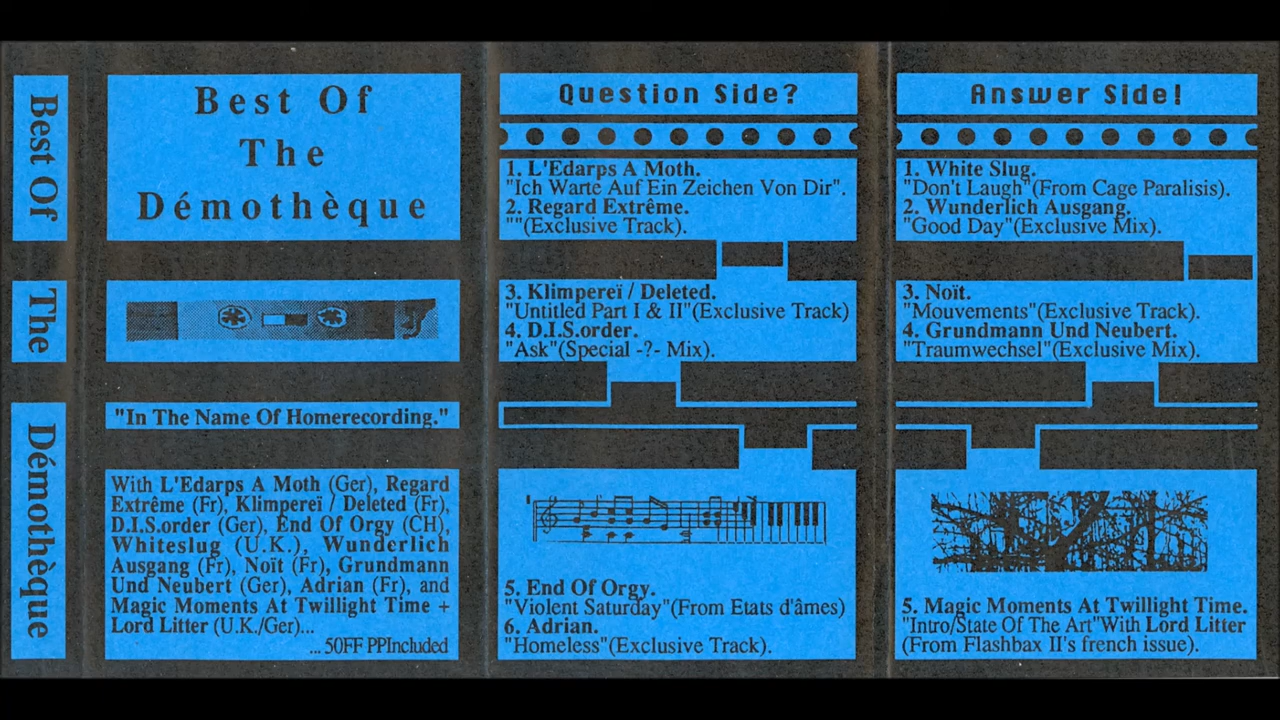 Best Of The Démothèque
Best Of
The
Démothèque
"In The Name Of Homerecording."
With L'Edarps A Moth (Ger), Regard
Extrême (Fr), Klimpereï / Deleted (Fr),
D.I.S.order (Ger), End Of Orgy (CH),
Whiteslug (U.K.), Wunderlich
Ausgang (Fr), Noït (Fr), Grundmann
Und Neubert (Ger), Adrian (Fr), and
Magic Moments At Twillight Time +
Lord Litter (U.K./Ger)...
... 50FF PPIncluded
Question Side?
1. L'Edarps A Moth.
"Ich Warte Auf Ein Zeichen Von Dir".
2. Regard Extrême.
""(Exclusive Track).
3. Klimpereï / Deleted.
"Untitled Part I & II"(Exclusive Track)
4. D.I.S.order.
"Ask"(Special -?- Mix).
5. End Of Orgy.
"Violent Saturday"(From Etats d'âmes)
6. Adrian.
"Homeless"(Exclusive Track).
Answer Side!
1. White Slug.
"Don't Laugh"(From Cage Paralisis).
2. Wunderlich Ausgang.
"Good Day"(Exclusive Mix).
3. Noït.
"Mouvements"(Exclusive Track).
4. Grundmann Und Neubert.
"Traumwechsel"(Exclusive Mix).
5. Magic Moments At Twillight Time.
"Intro/State Of The Art"With Lord Litter
(From Flashbax II's french issue).